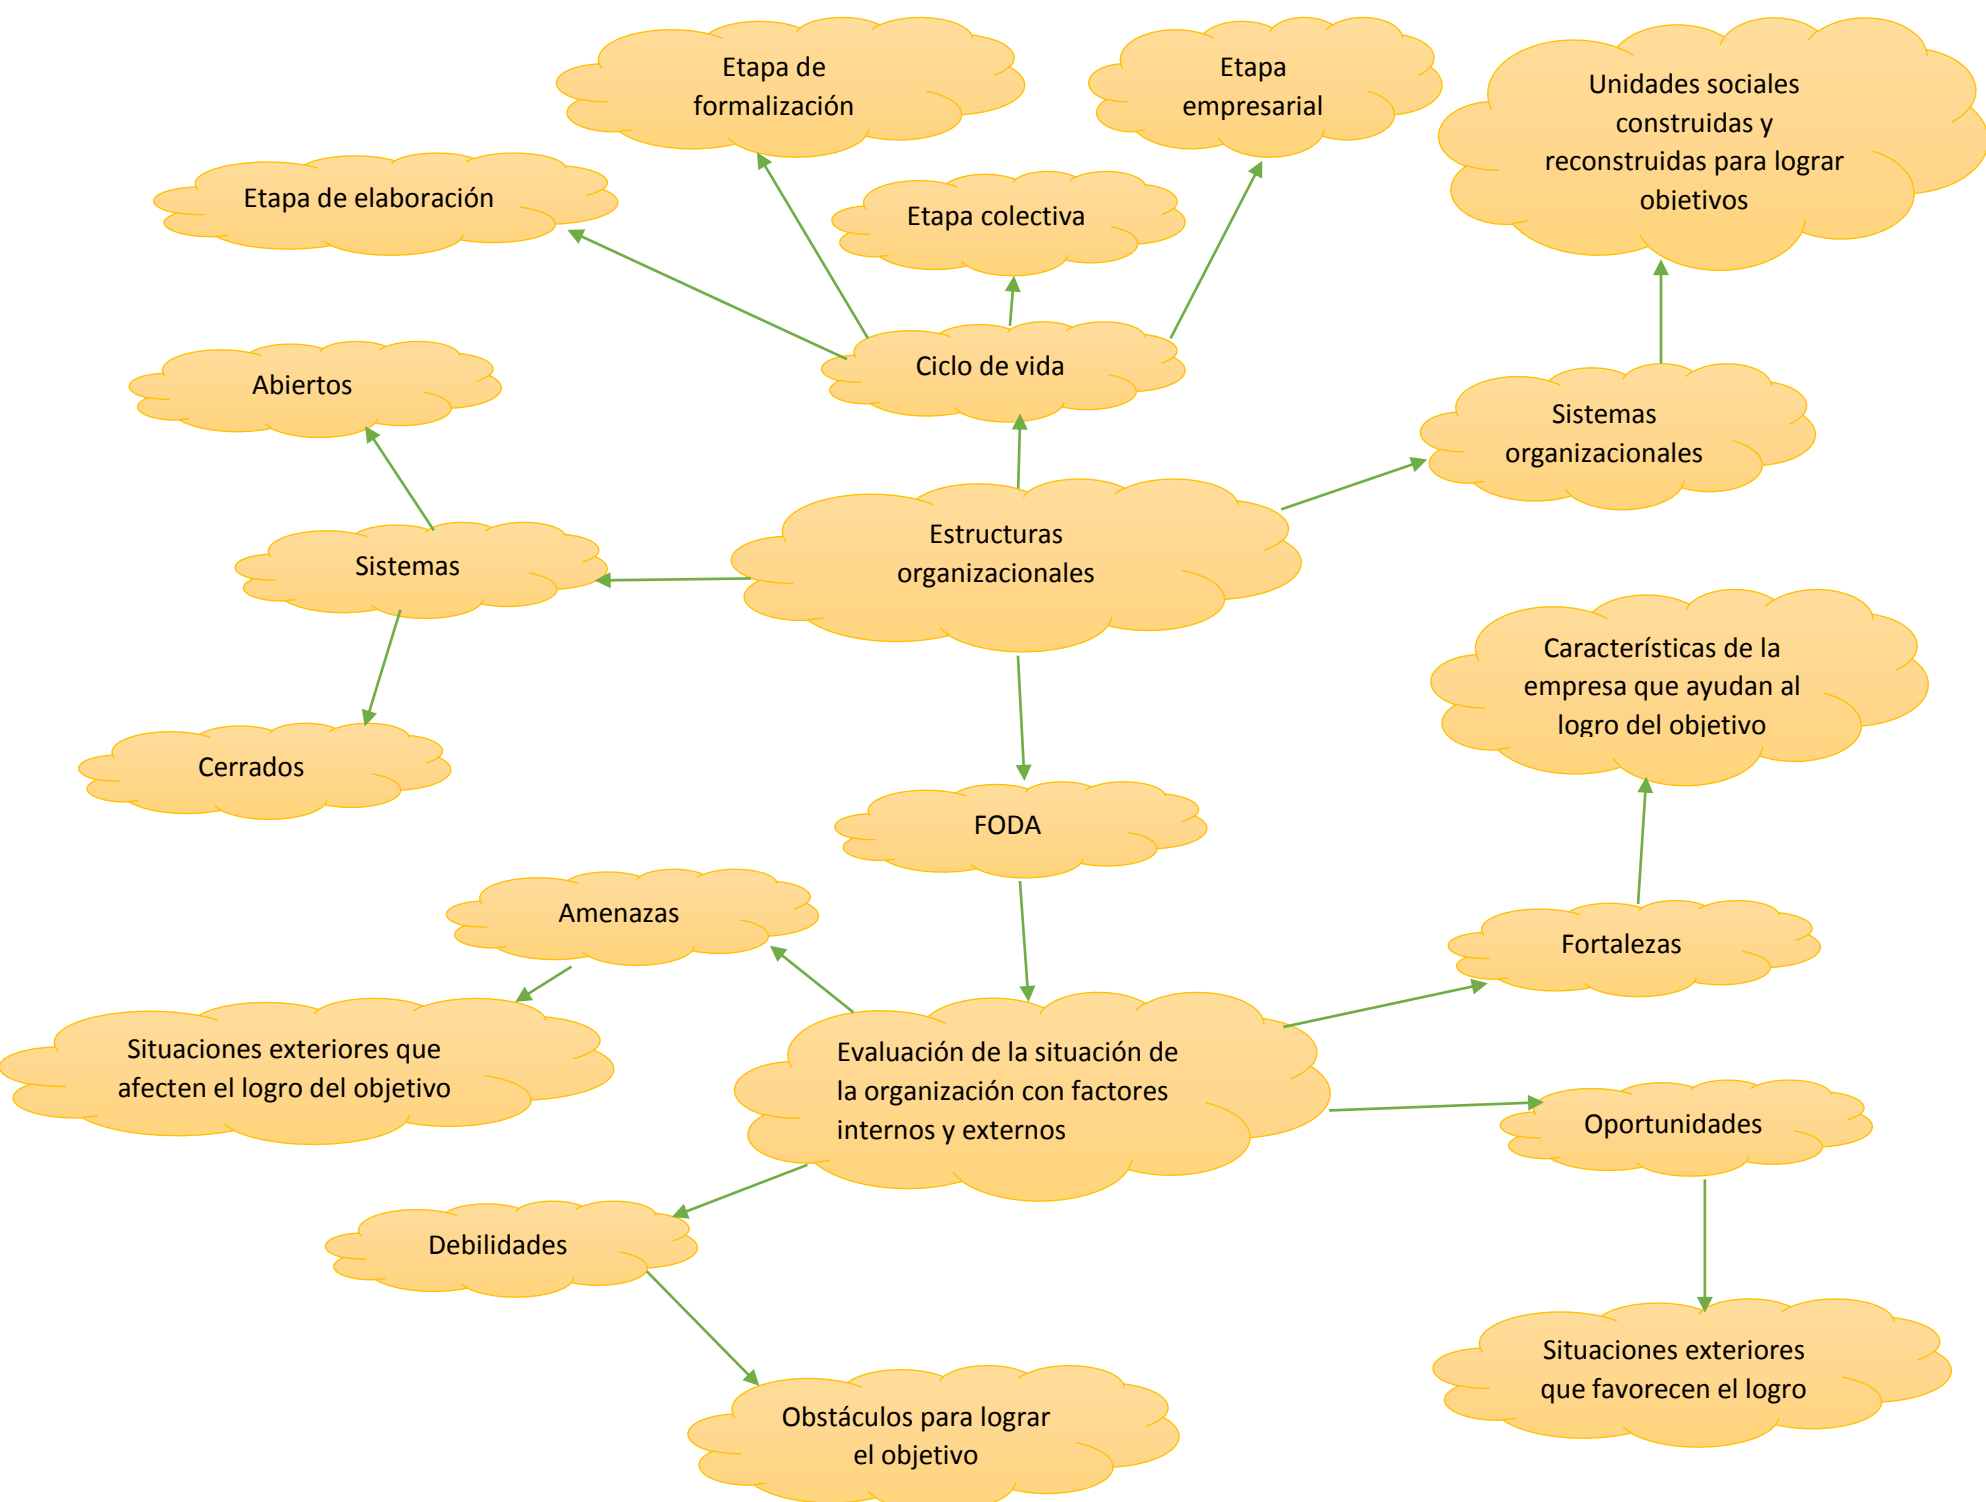 Etapa de
formalización
Etapa
empresarial
Unidades sociales
construidas y
reconstruidas para lograr
objetivos
Etapa de elaboración
Etapa colectiva
Abiertos
Ciclo de vida
Sistemas
organizacionales
Sistemas
Estructuras
organizacionales
Características de la
empresa que ayudan al
logro del objetivo
Cerrados
FODA
Amenazas
Fortalezas
Situaciones exteriores que
afecten el logro del objetivo
Evaluación de la situación de
la organización con factores
internos y externos
Oportunidades
Debilidades
Situaciones exteriores
que favorecen el logro
Obstáculos para lograr
el objetivo